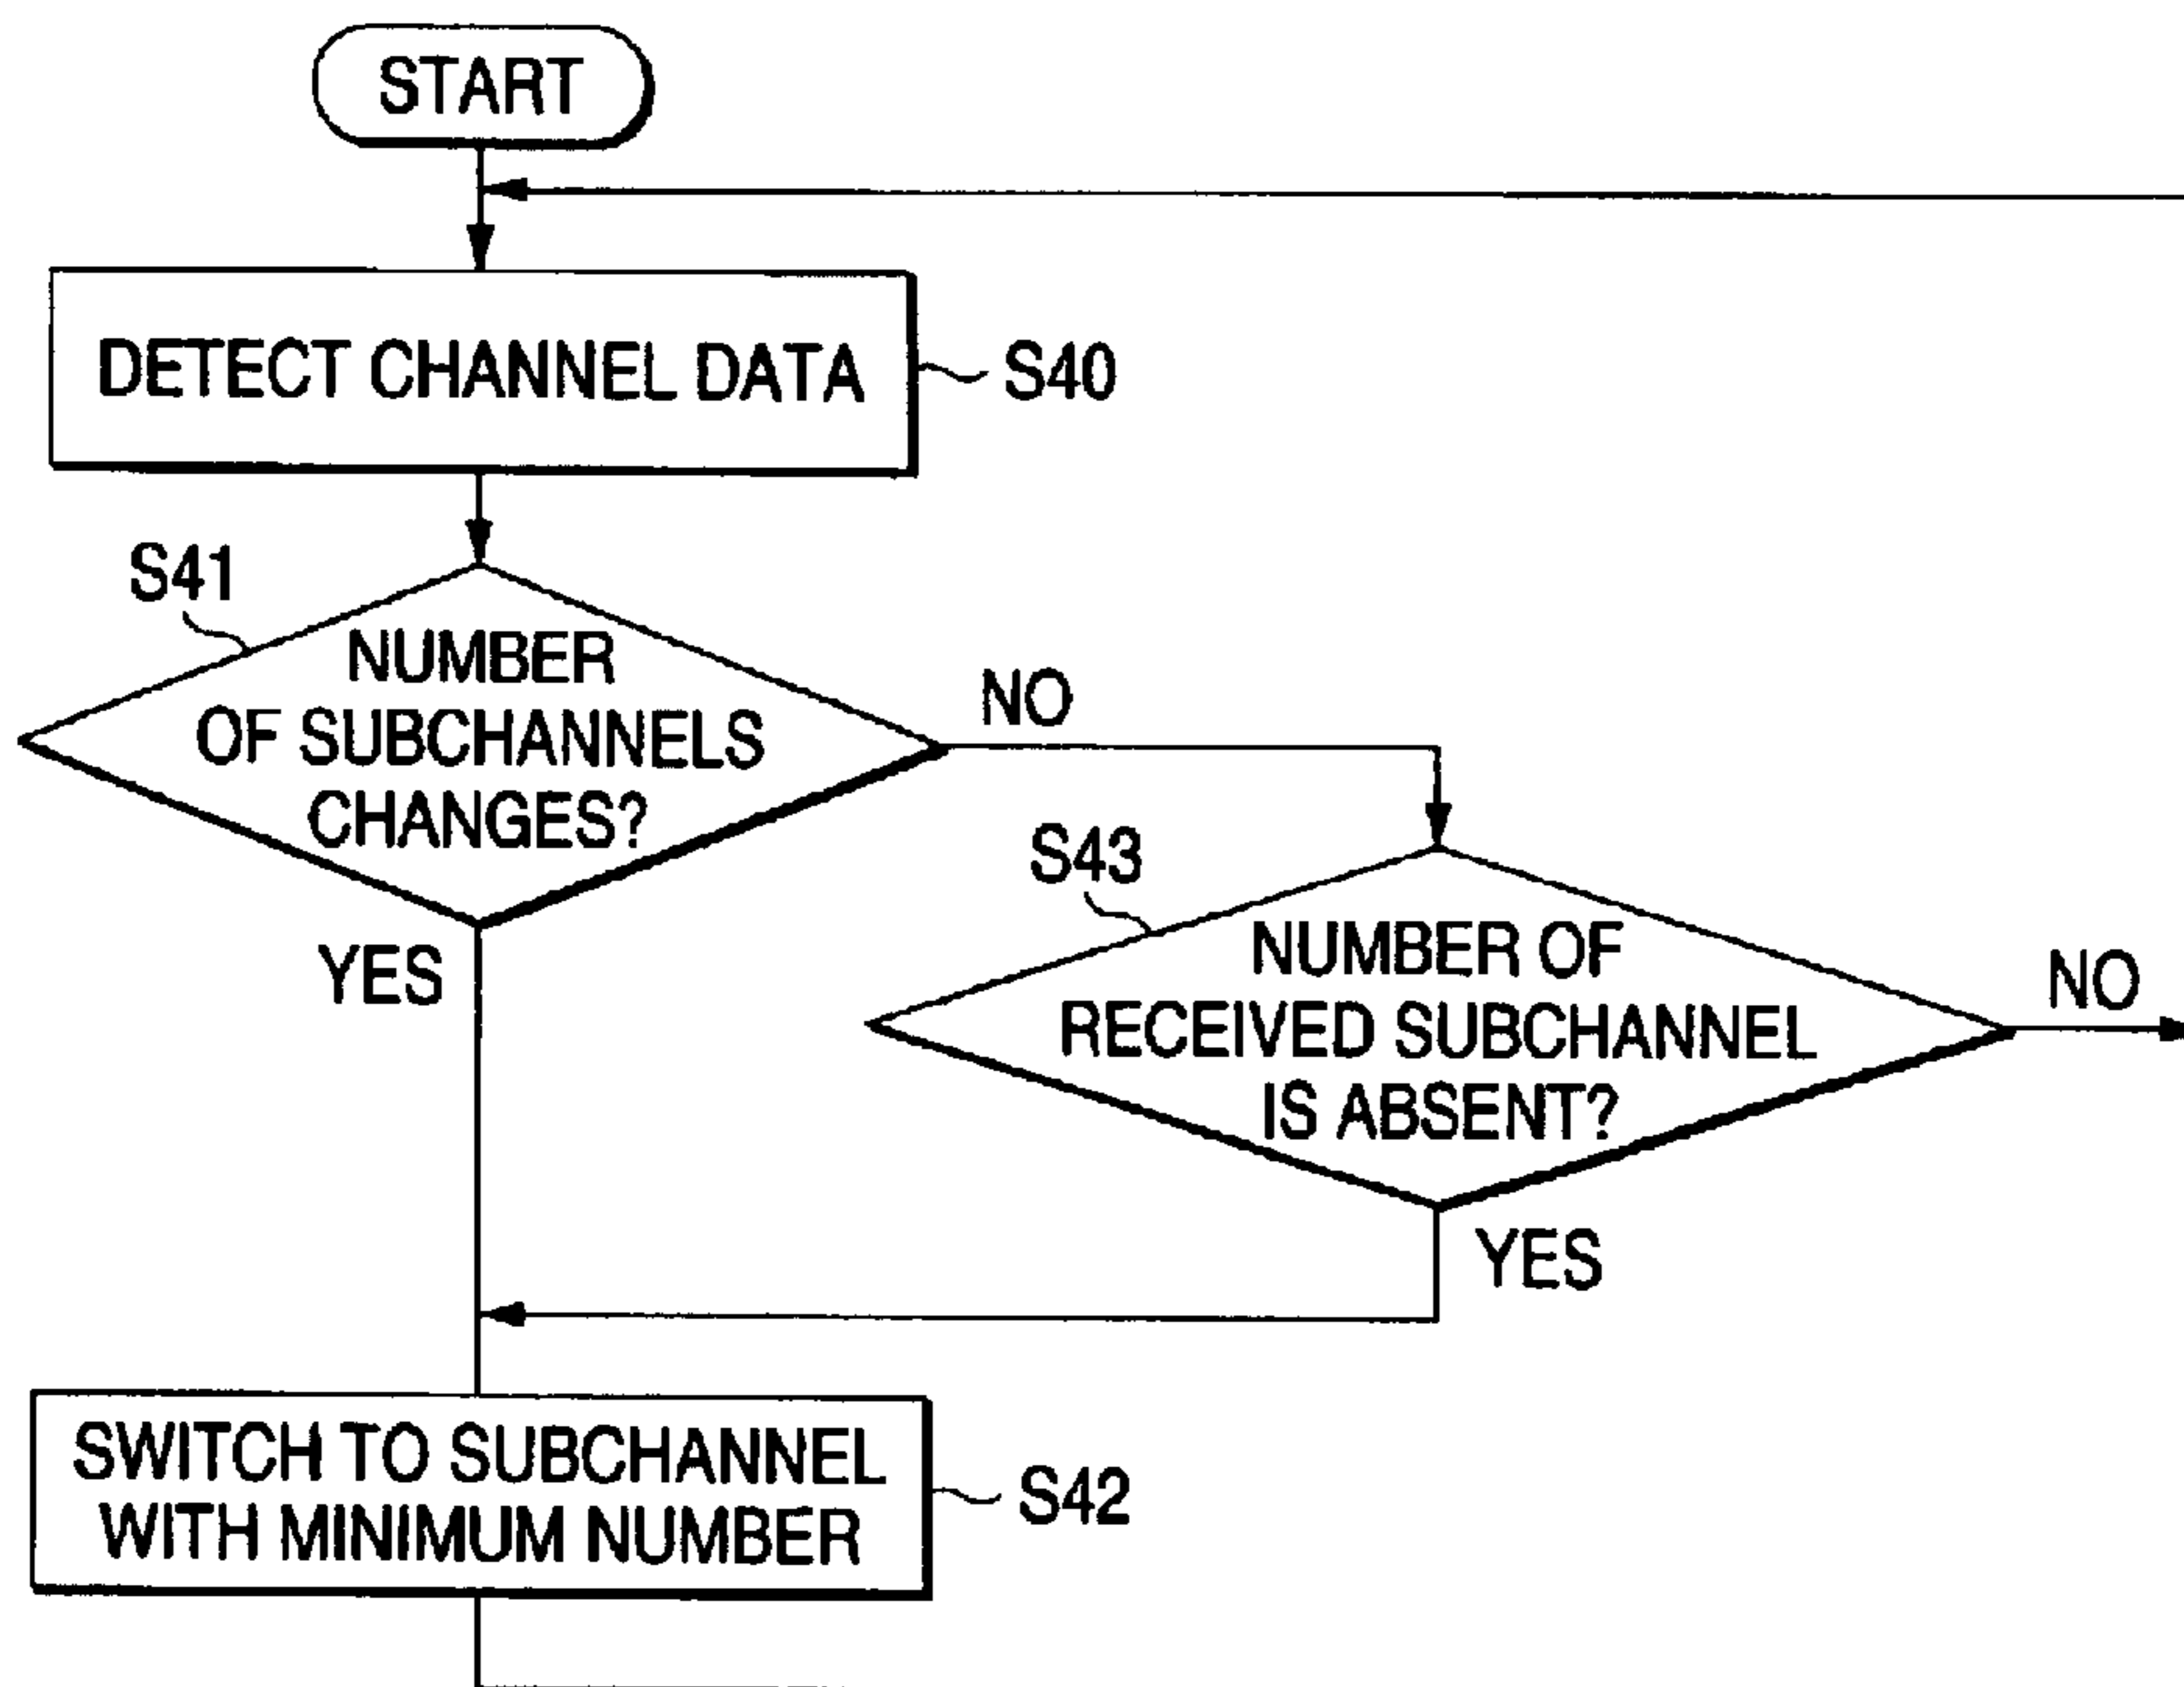 START
DETECT CHANNEL DATA
S40
S41
NUMBER
OF SUBCHANNELS
CHANGES?
NO
YES
S43
NUMBER OF
RECEIVED SUBCHANNEL
IS ABSENT?
NO
YES
SWITCH TO SUBCHANNEL
WITH MINIMUM NUMBER
S42